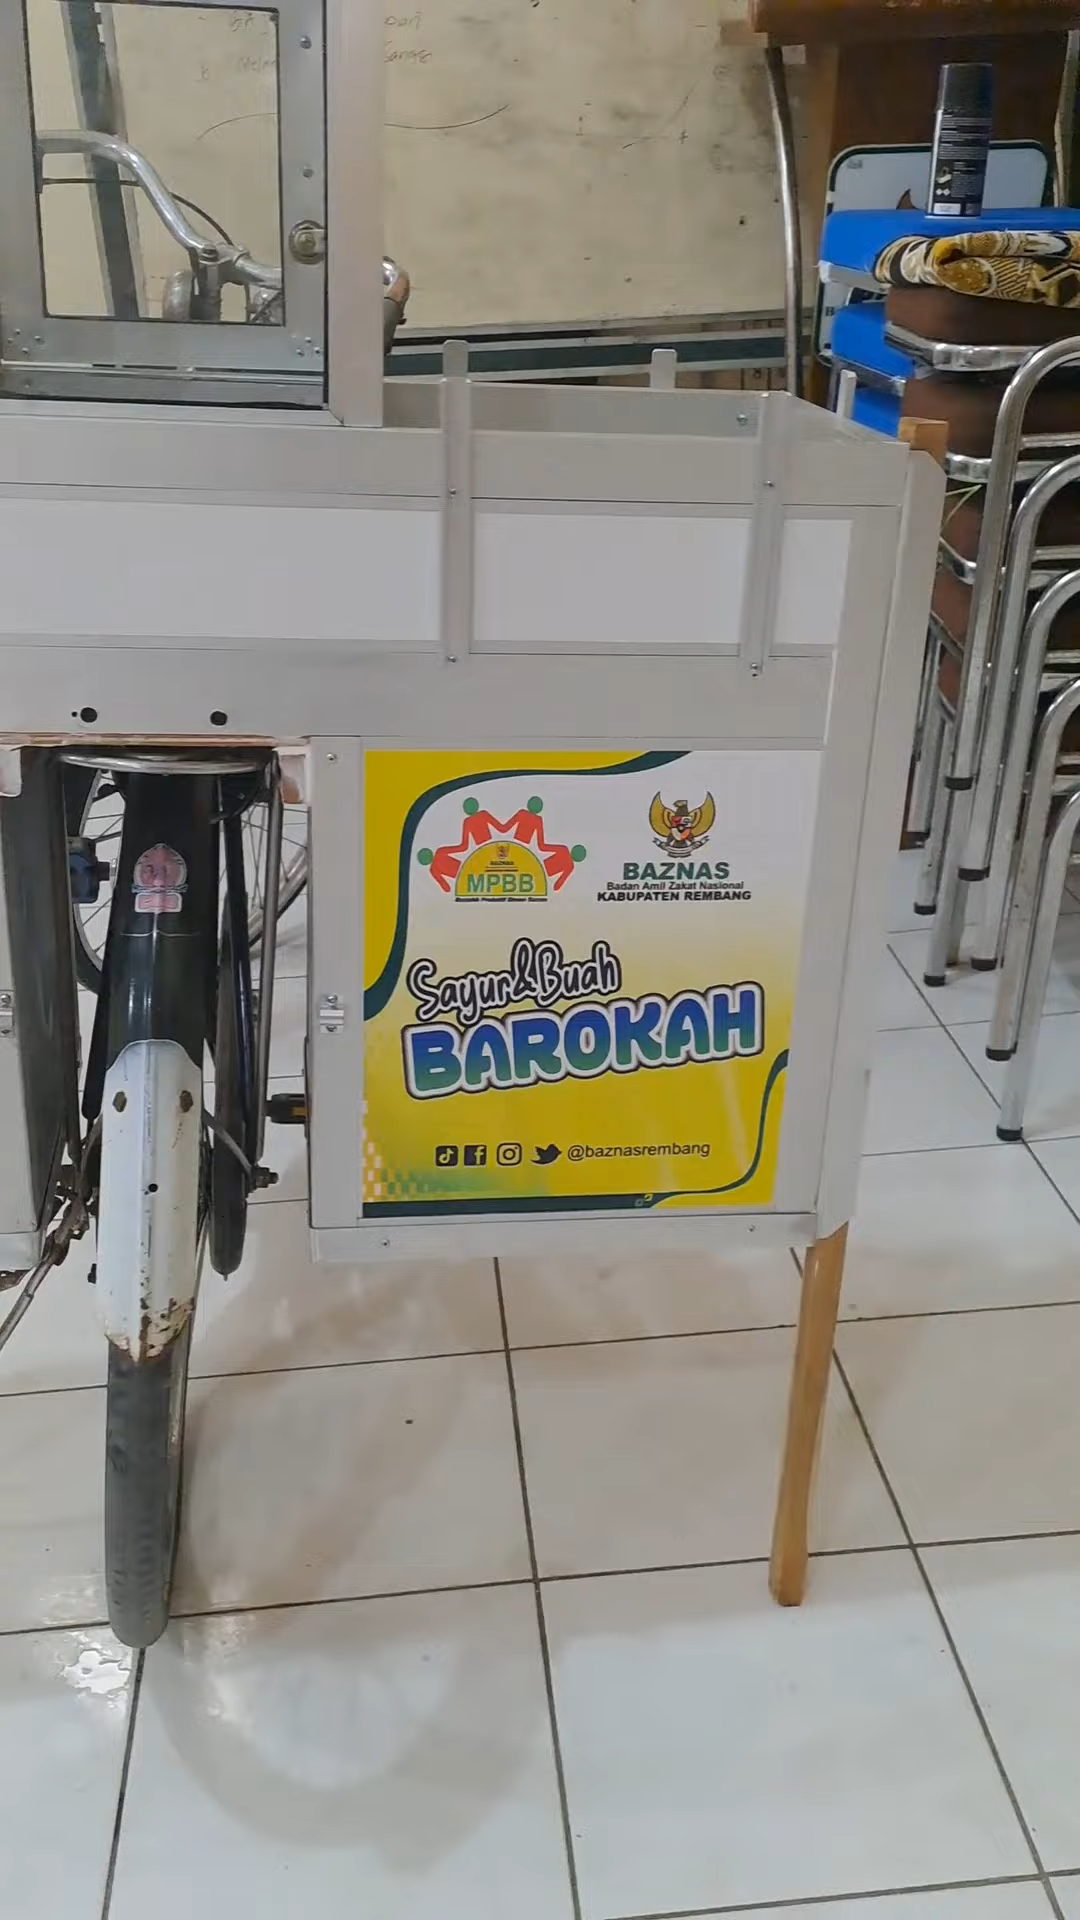 MPBB
BAZNAS
Badan Amil Zakat Nasional
KABUPATEN REMBANG
Sayur&Buah
BAROKAH
@baznasrembang